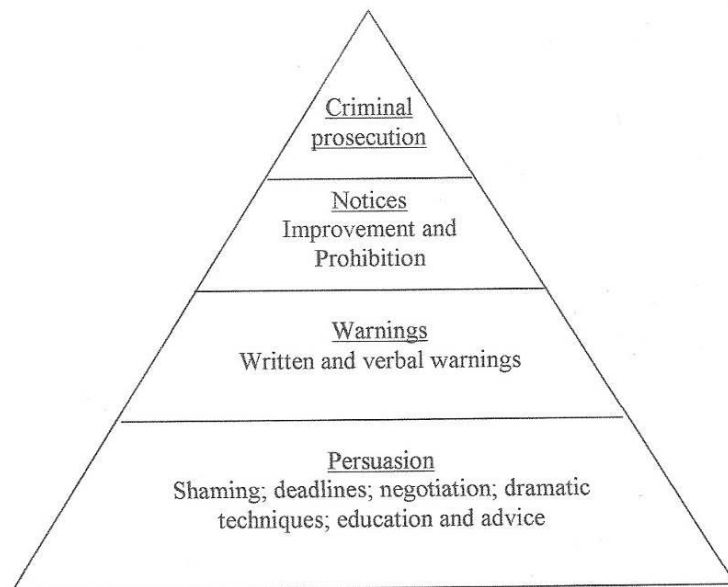 Criminal
prosecution
Notices
Improvement and
Prohibition
Warnings
Written and verbal warnings
Persuasion
Shaming; deadlines; negotiation; dramatic
techniques; education and advice